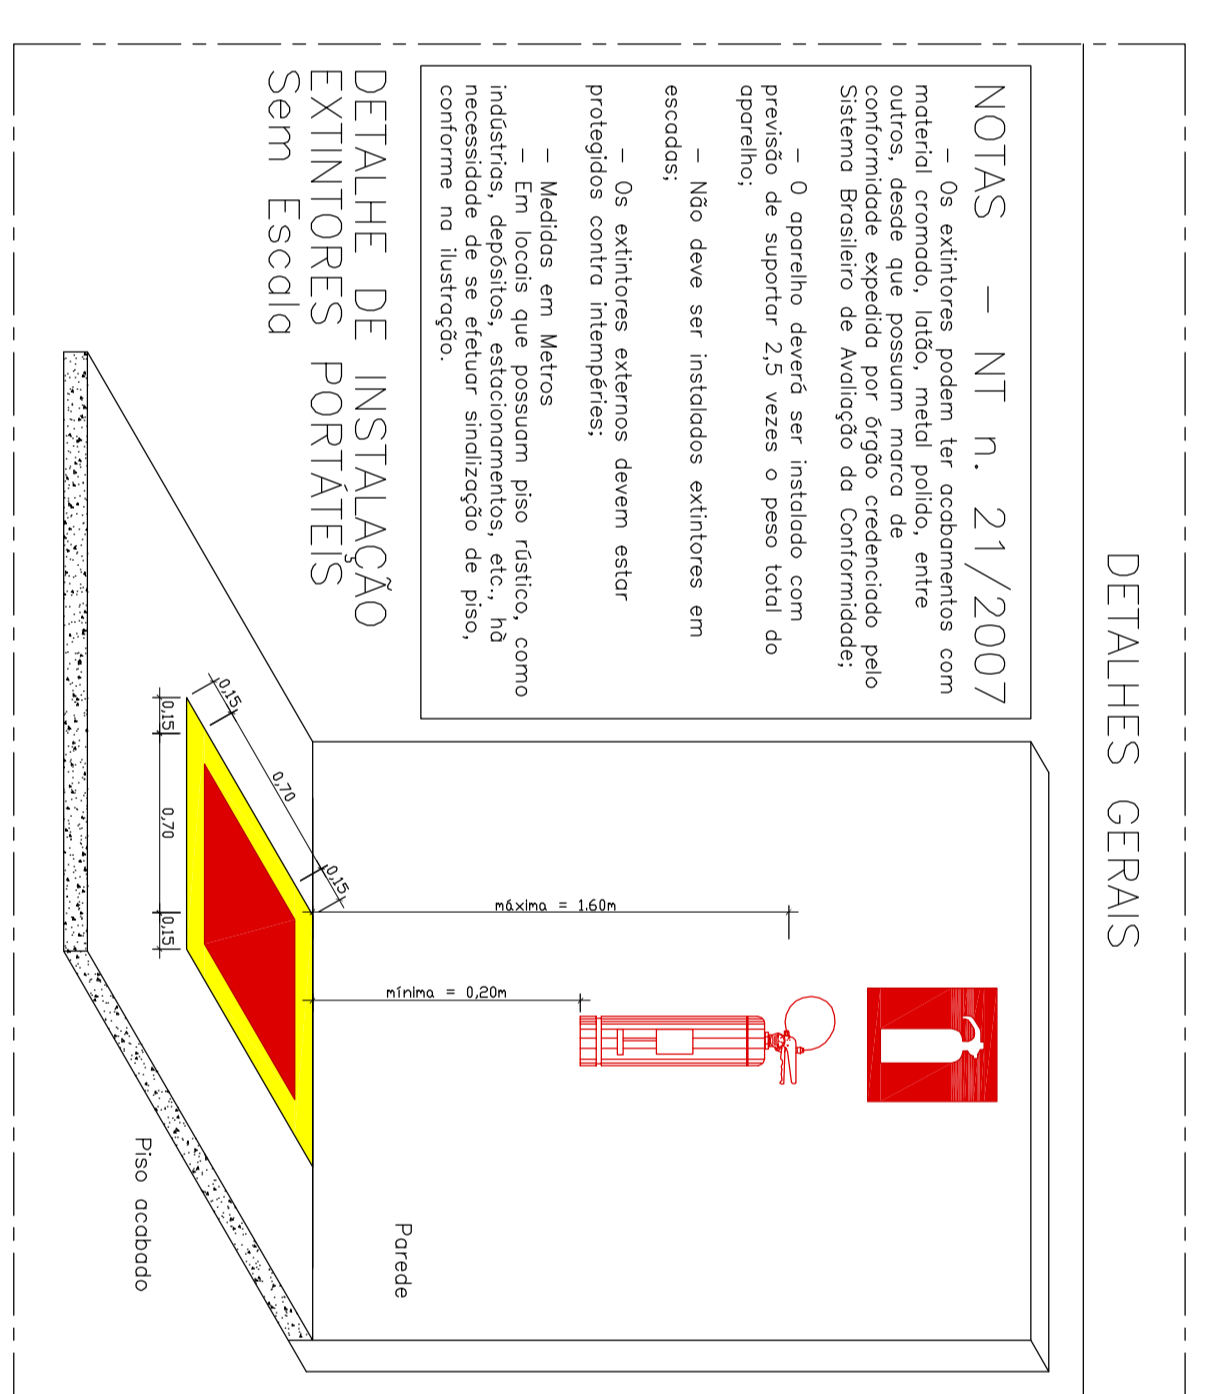 DETALHES GERAIS
NOTAS – NT n. 21/2007
– Os extintores podem ter acabamentos com
material cromado, latão, metal polido, entre
outros, desde que possuam marca de
conformidade expedida por órgão credenciado pelo
Sistema Brasileiro de Avaliação da Conformidade;
– O aparelho deverá ser instalado com
previsão de suportar 2,5 vezes o peso total do
aparelho;
– Não deve ser instalados extintores em
escadas;
– Os extintores externos devem estar
protegidos contra intempéries;
– Medidas em Metros
– Em locais que possuam piso rústico, como
indústrias, depósitos, estacionamentos, etc., hà
necessidade de se efetuar sinalização de piso,
conforme na ilustração.
DETALHE DE INSTALAÇÃO
EXTINTORES PORTÁTEIS
Sem Escala
máxima = 1.60m
mínima = 0,20m
Parede
0,15
0,70
0,15
0,15
0,70
0,15
Piso acabado